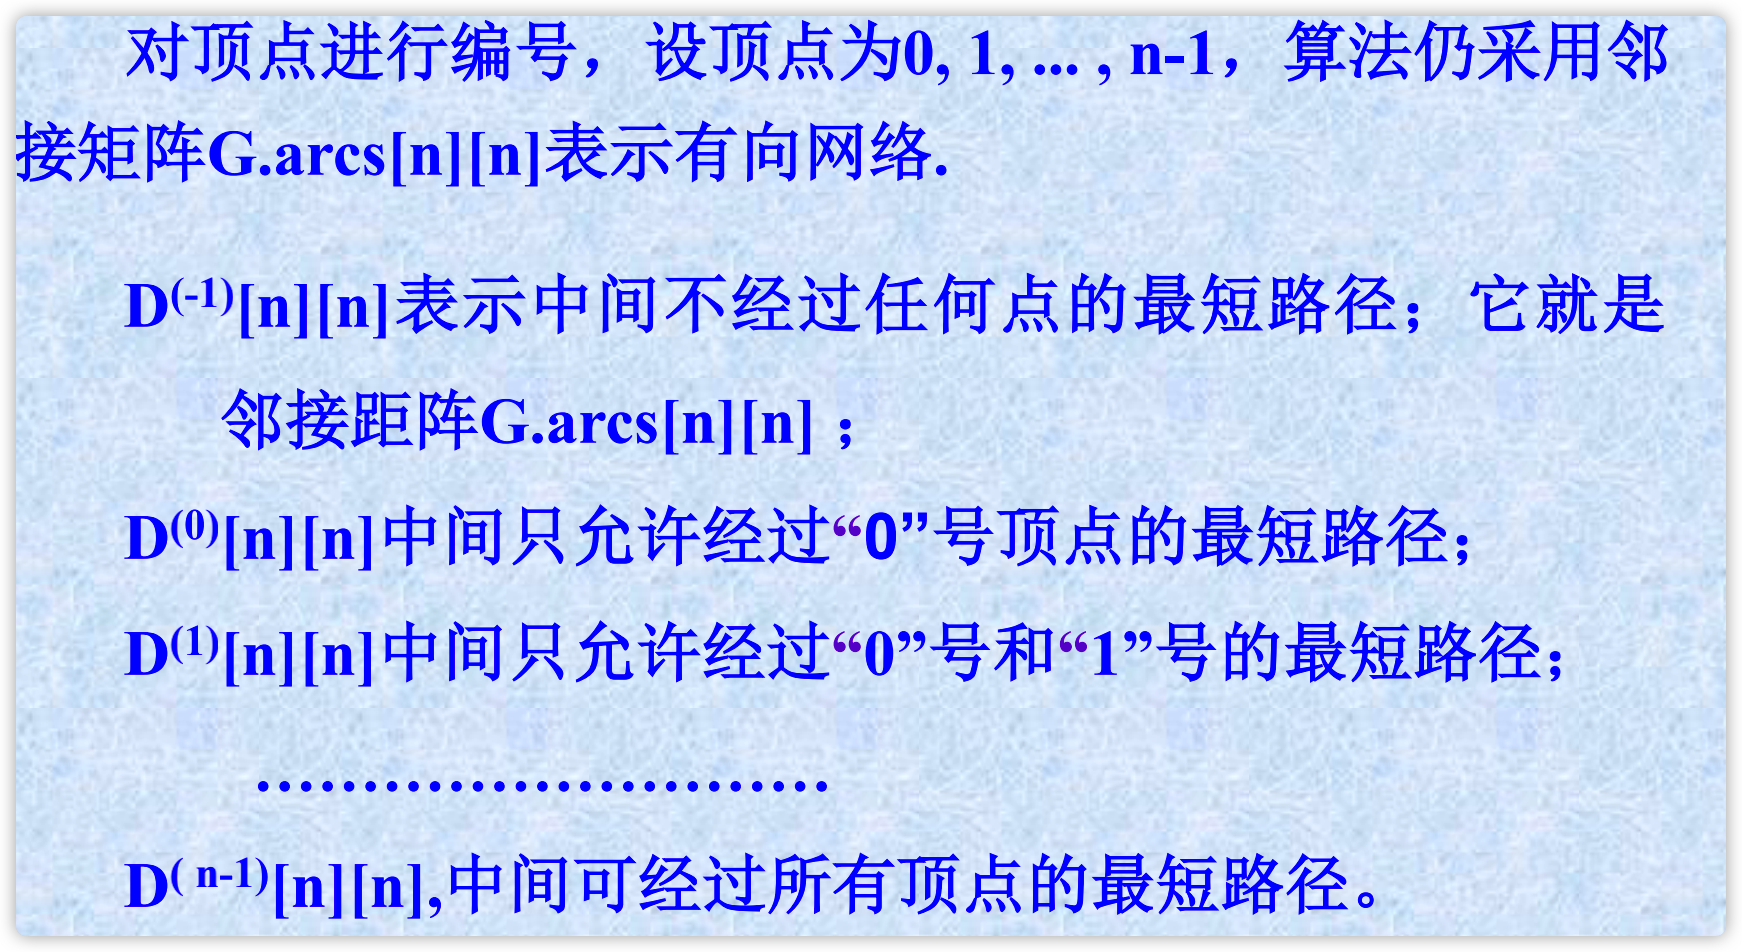 对顶点进行编号，设顶点为0, 1, ... , n-1，算法仍采用邻
接矩阵G.arcs[n][n]表示有向网络.
D(-1)[n][n]表示中间不经过任何点的最短路径；它就是
邻接距阵G.arcs[n][n] ；
D(0)[n][n]中间只允许经过“0”号顶点的最短路径；
D(1)[n][n]中间只允许经过“0”号和“1”号的最短路径；
...........................
D( n-1)[n][n],中间可经过所有顶点的最短路径。